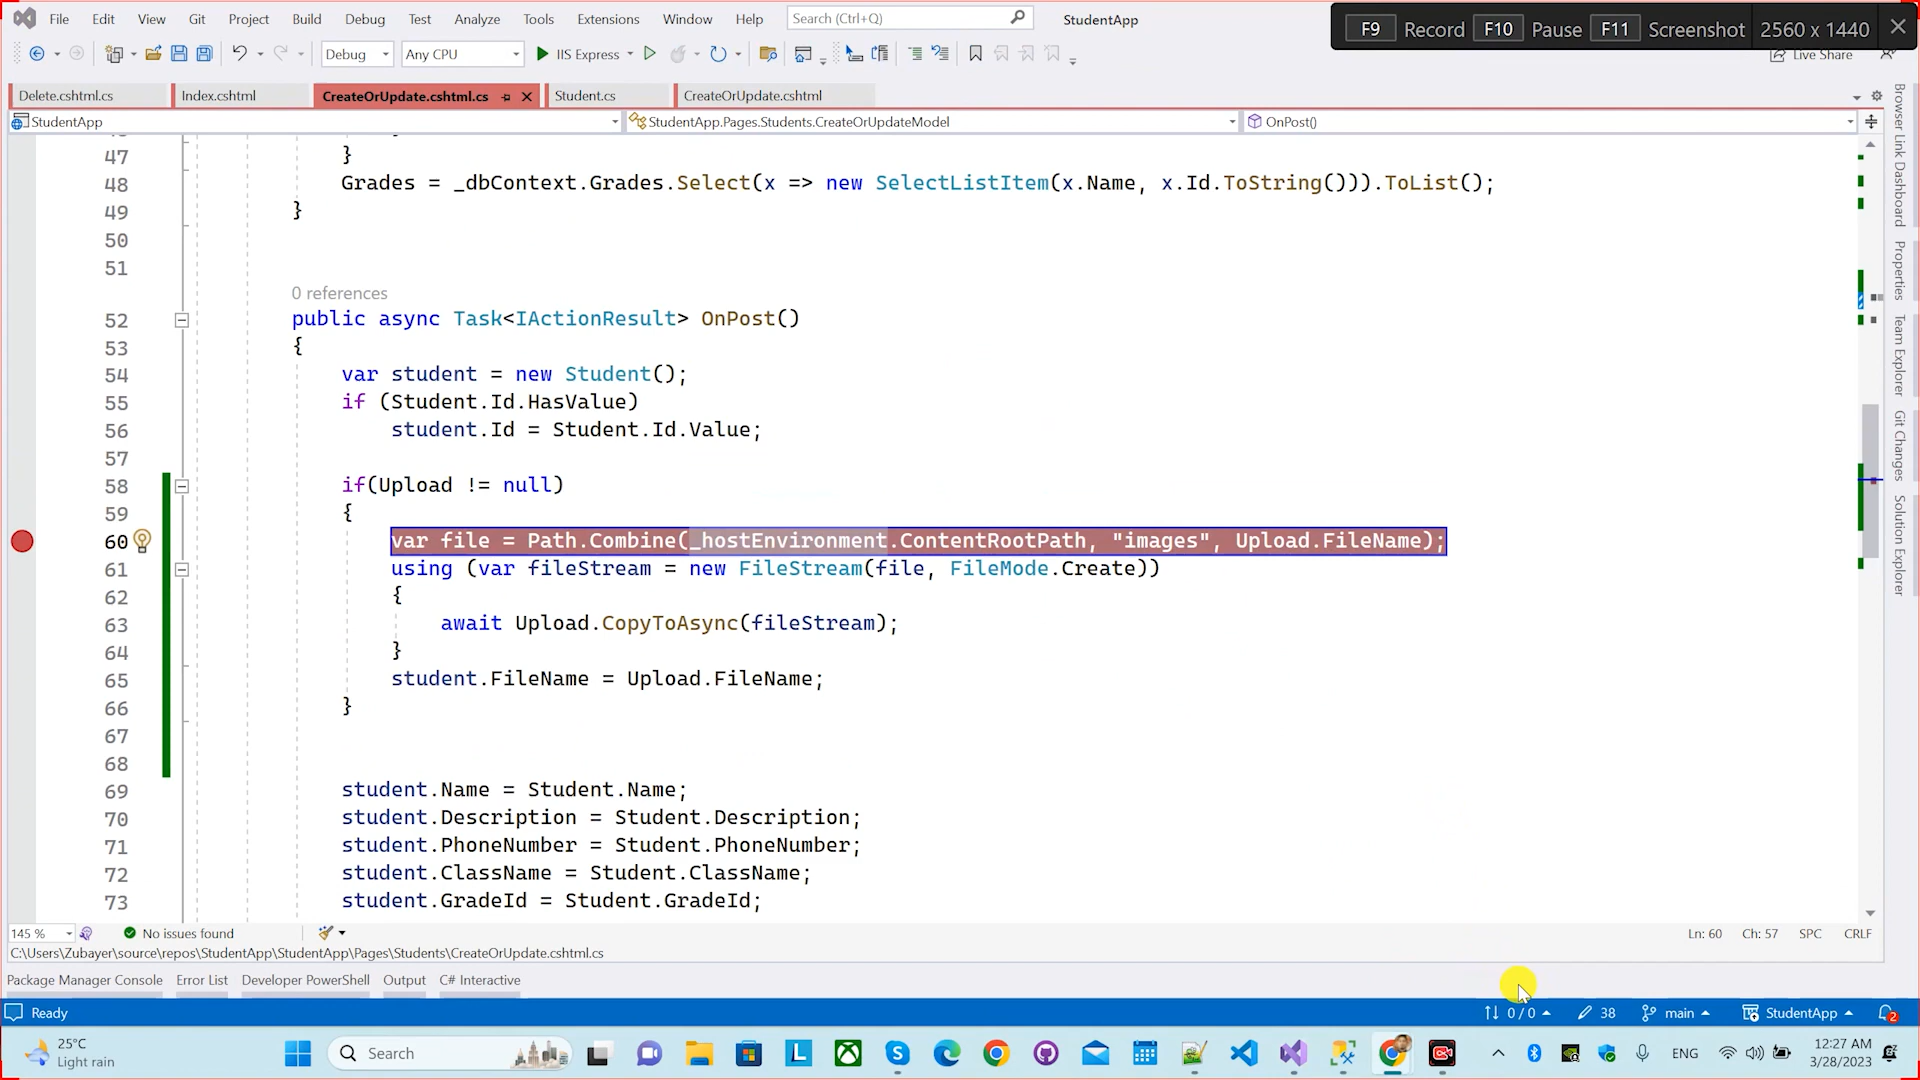 File Edit View Git Project Build Debug Test Analyze Tools Extensions Window Help Search (Ctrl+Q) StudentApp
F9 Record F10 Pause F11 Screenshot 2560 x 1440
Debug Any CPU IIS Express Live Share
Delete.cshtml.cs Index.cshtml CreateOrUpdate.cshtml.cs Student.cs CreateOrUpdate.cshtml
StudentApp StudentApp.Pages.Students.CreateOrUpdateModel OnPost()
47 }
48 Grades = _dbContext.Grades.Select(x => new SelectListItem(x.Name, x.Id.ToString())).ToList();
49 }
50
51
0 references
52 public async Task<IActionResult> OnPost()
53 {
54 var student = new Student();
55 if (Student.Id.HasValue)
56 student.Id = Student.Id.Value;
57
58 if(Upload != null)
59 {
60 var file = Path.Combine(_hostEnvironment.ContentRootPath, "images", Upload.FileName);
61 using (var fileStream = new FileStream(file, FileMode.Create))
62 {
63 await Upload.CopyToAsync(fileStream);
64 }
65 student.FileName = Upload.FileName;
66 }
67
68
69 student.Name = Student.Name;
70 student.Description = Student.Description;
71 student.PhoneNumber = Student.PhoneNumber;
72 student.ClassName = Student.ClassName;
73 student.GradeId = Student.GradeId;
Browser Link Dashboard
Properties
Team Explorer
Git Changes
Solution Explorer
145 % No issues found Ln: 60 Ch: 57 SPC CRLF
C:\Users\Zubayer\source\repos\StudentApp\StudentApp\Pages\Students\CreateOrUpdate.cshtml.cs
Package Manager Console Error List Developer PowerShell Output C# Interactive
Ready 0 / 0 38 main StudentApp 2
25°C
Light rain
Search
L
ENG
12:27 AM
3/28/2023